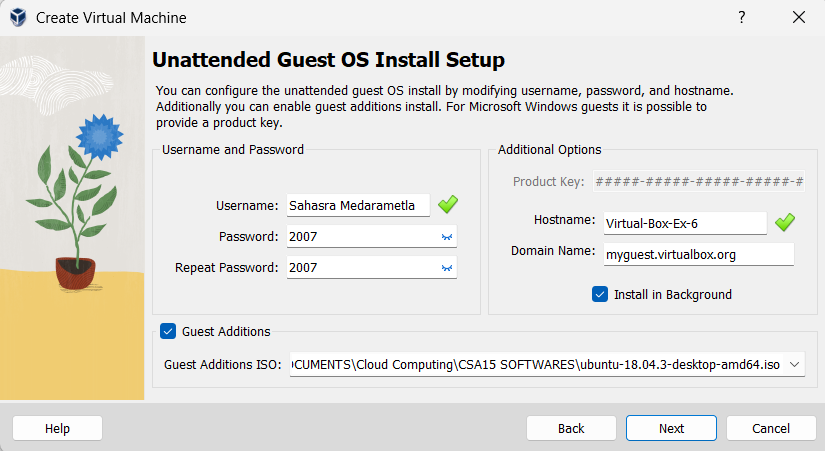 Create Virtual Machine
?
Unattended Guest OS Install Setup
You can configure the unattended guest OS install by modifying username, password, and hostname.
Additionally you can enable guest additions install. For Microsoft Windows guests it is possible to
provide a product key.
Username and Password
Username: Sahasra Medarametla
Password: 2007
Repeat Password: 2007
Additional Options
Product Key: #####-#####-#####-#####-#
Hostname: Virtual-Box-Ex-6
Domain Name: myguest.virtualbox.org
Install in Background
Guest Additions
Guest Additions ISO: OCUMENTS\Cloud Computing\CSA15 SOFTWARES\ubuntu-18.04.3-desktop-amd64.iso
Help Back Next Cancel